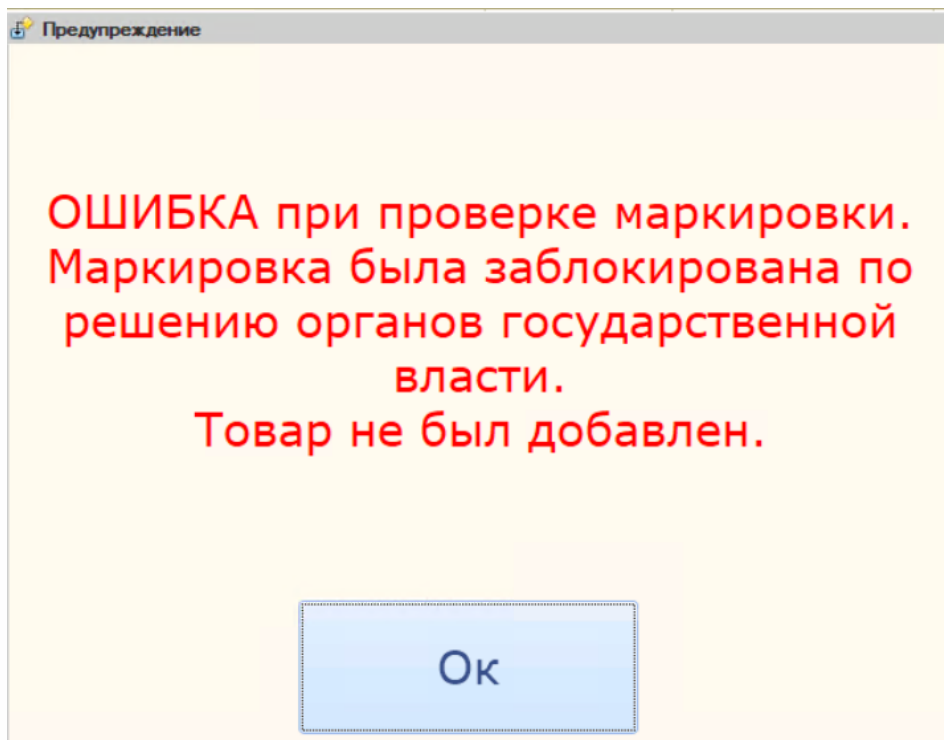 Предупреждение
ОШИБКА при проверке маркировки.
Маркировка была заблокирована по
решению органов государственной
власти.
Товар не был добавлен.
Ок